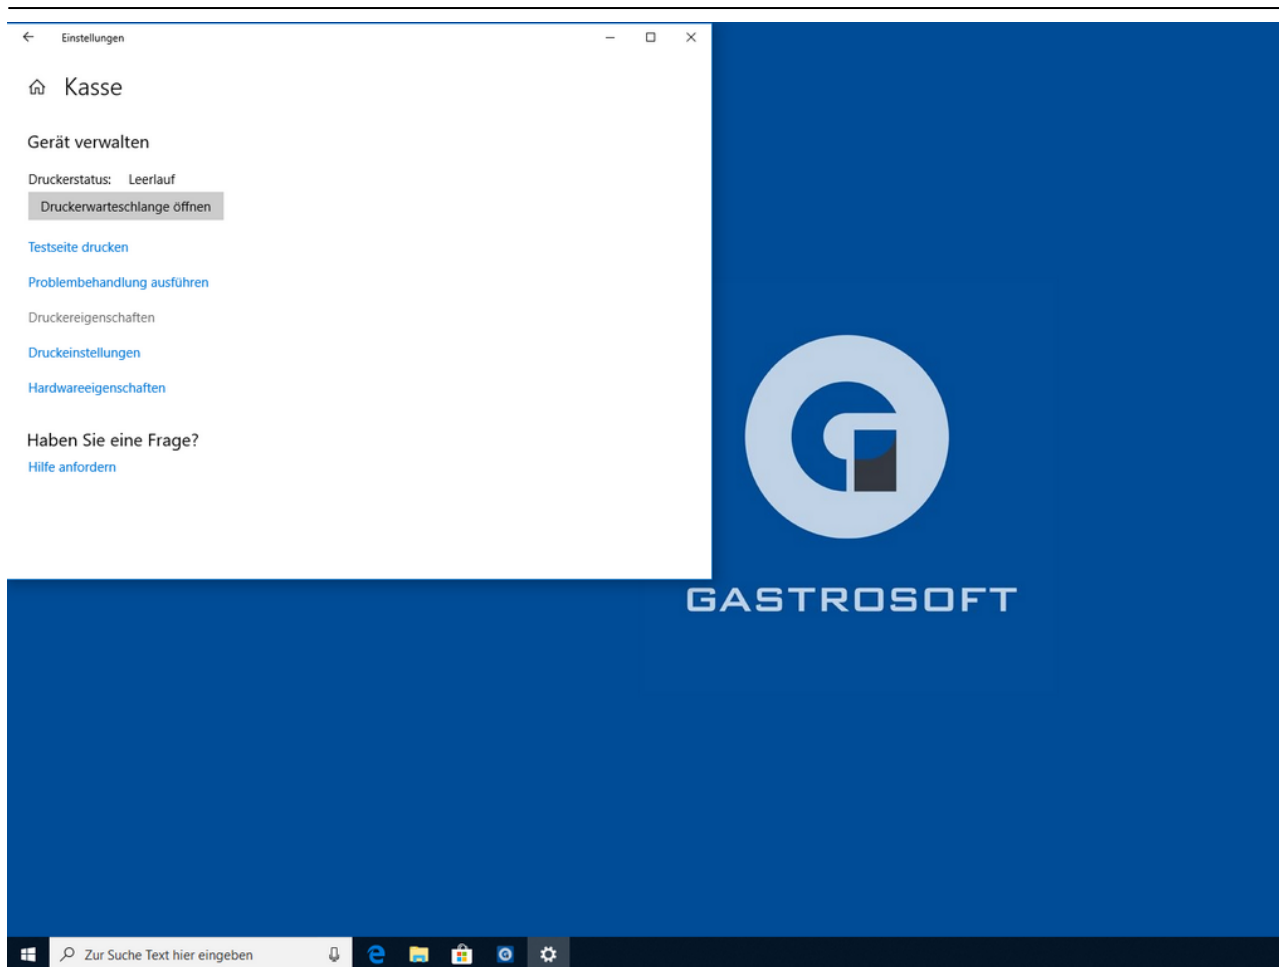 Einstellungen
Kasse
Gerät verwalten
Druckerstatus: Leerlauf
Druckerwarteschlange öffnen
Testseite drucken
Problembehandlung ausführen
Druckereigenschaften
Druckeinstellungen
Hardwareeigenschaften
Haben Sie eine Frage?
Hilfe anfordern
GASTROSOFT
Zur Suche Text hier eingeben